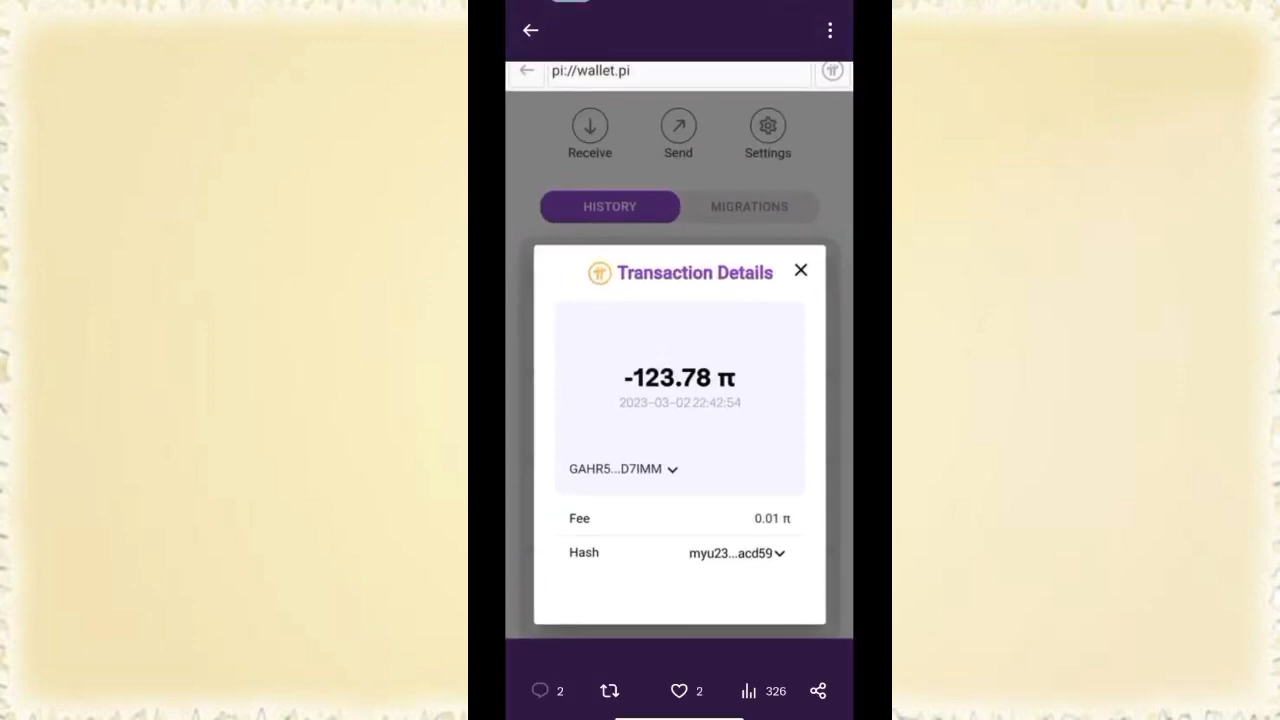 pi://wallet.pi
Receive Send Settings
HISTORY MIGRATIONS
Transaction Details
-123.78 π
2023-03-02 22:42:54
GAHR5...D7IMM
Fee 0.01 π
Hash myu23...acd59
2 2 326